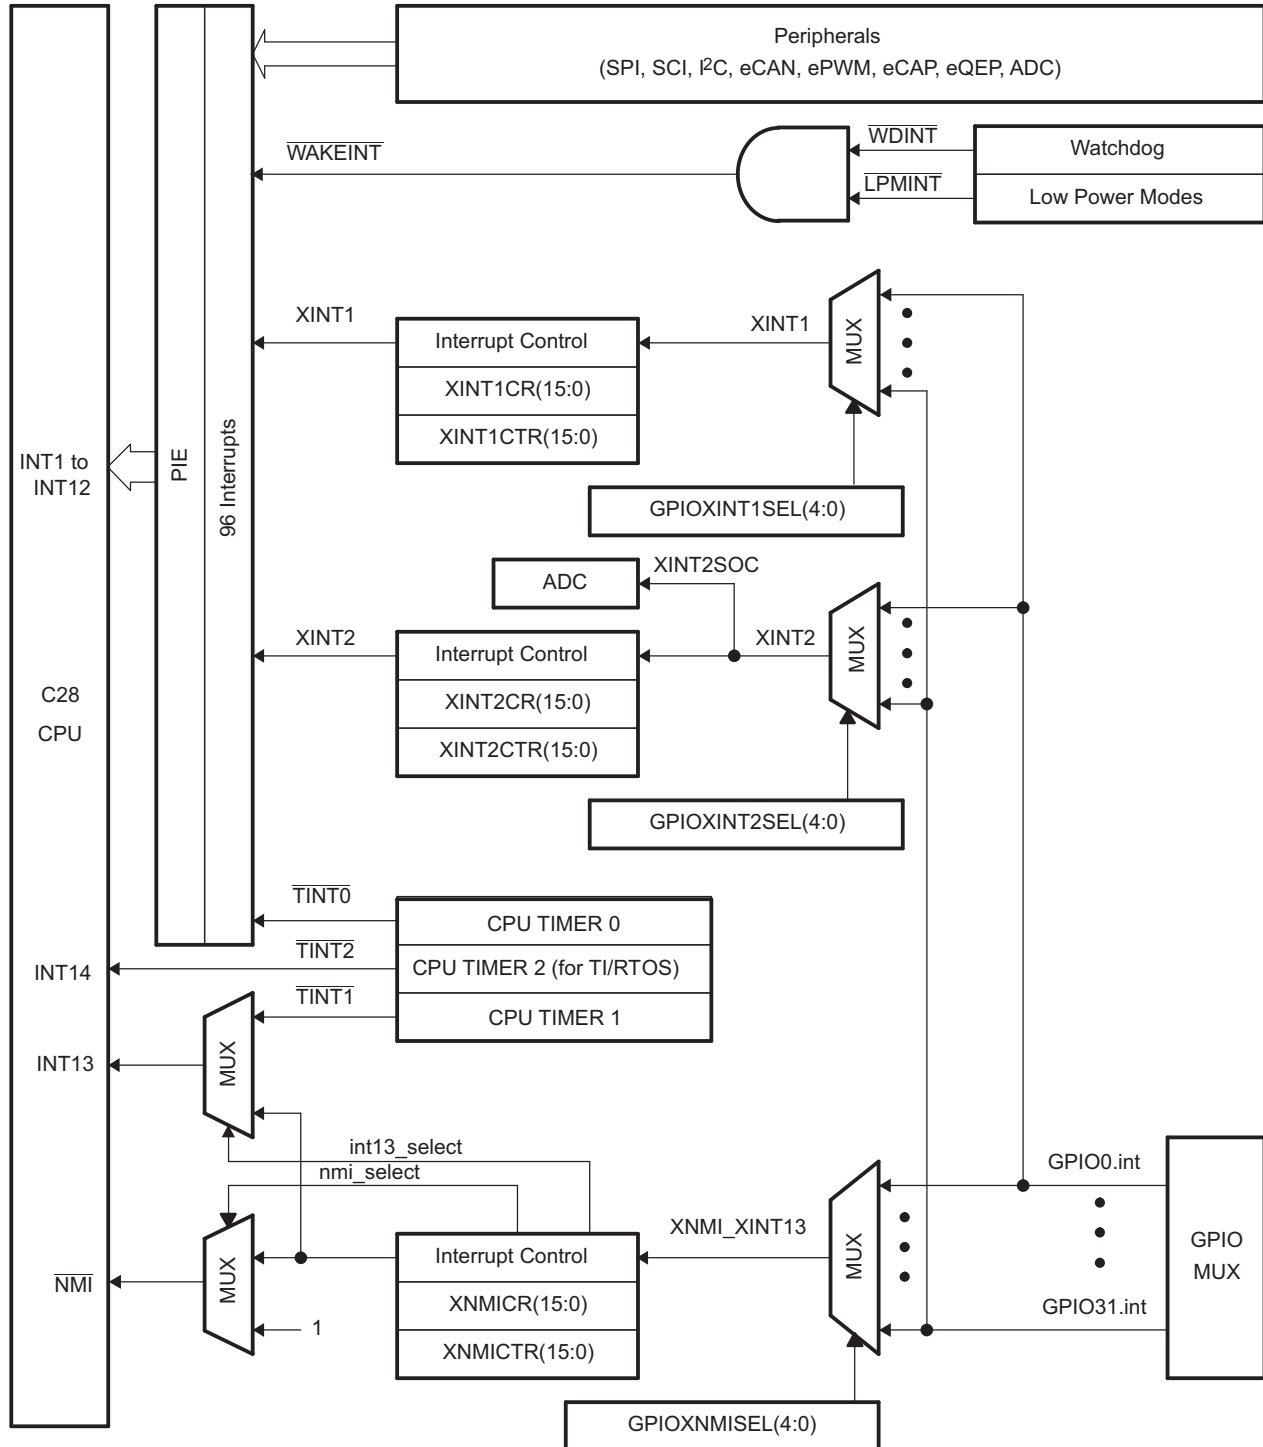 Peripherals
(SPI, SCI, I²C, eCAN, ePWM, eCAP, eQEP, ADC)
WDINT
Watchdog
WAKEINT
LPMINT
Low Power Modes
XINT1
Interrupt Control
XINT1
MUX
XINT1CR(15:0)
XINT1CTR(15:0)
INT1 to
INT12
PIE
96 Interrupts
GPIOXINT1SEL(4:0)
ADC
XINT2SOC
XINT2
Interrupt Control
XINT2
MUX
XINT2CR(15:0)
XINT2CTR(15:0)
C28
CPU
GPIOXINT2SEL(4:0)
TINT0
CPU TIMER 0
INT14
TINT2
CPU TIMER 2 (for TI/RTOS)
TINT1
CPU TIMER 1
INT13
MUX
int13_select
nmi_select
GPIO0.int
XNMI_XINT13
MUX
Interrupt Control
GPIO
MUX
NMI
MUX
XNMICR(15:0)
GPIO31.int
1
XNMICTR(15:0)
GPIOXNMISEL(4:0)